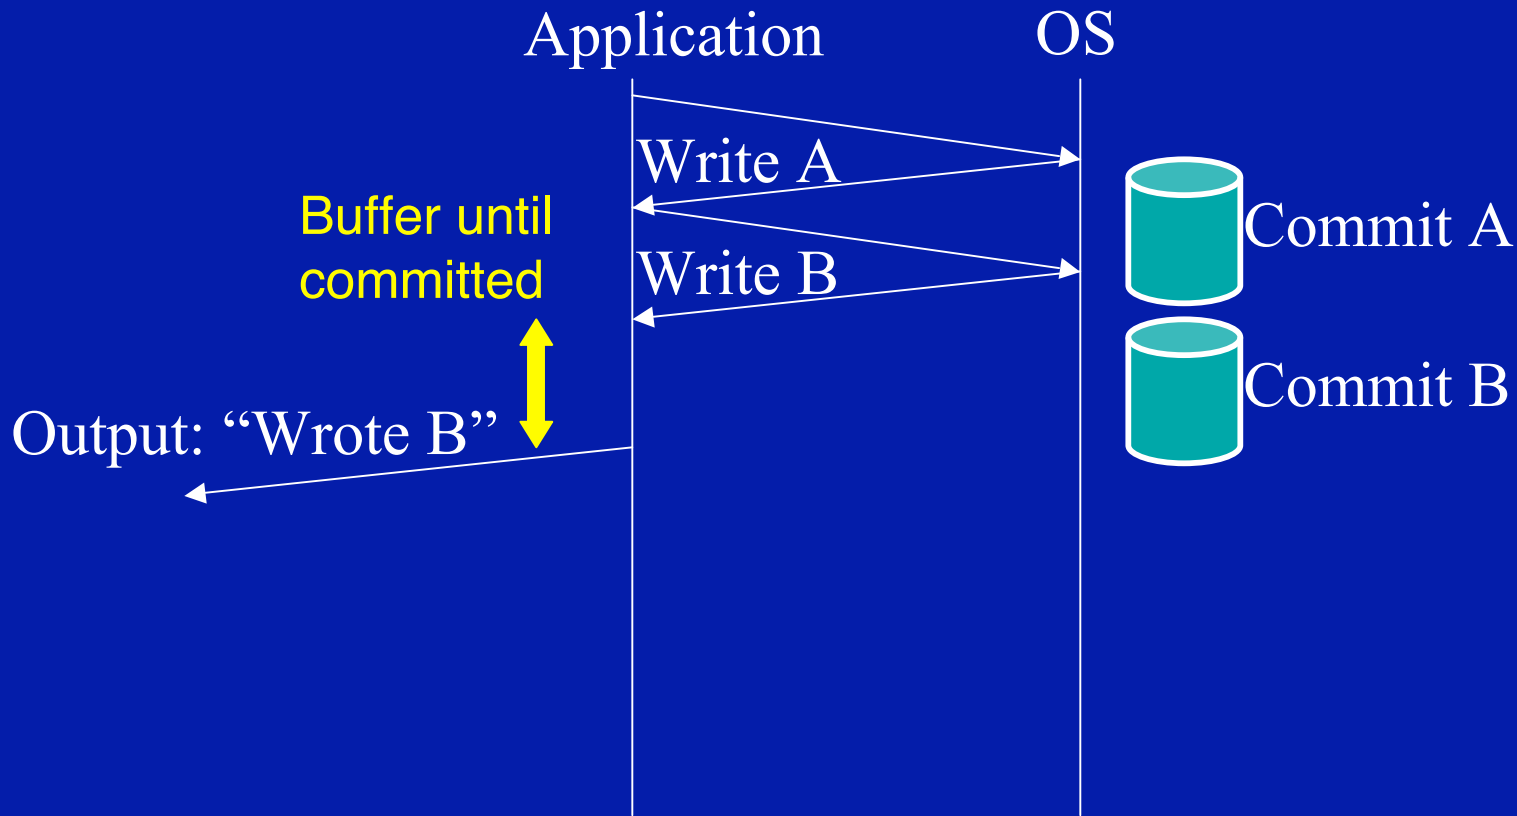 Application
OS
Write A
Commit A
Buffer until
committed
Write B
Commit B
Output: “Wrote B”